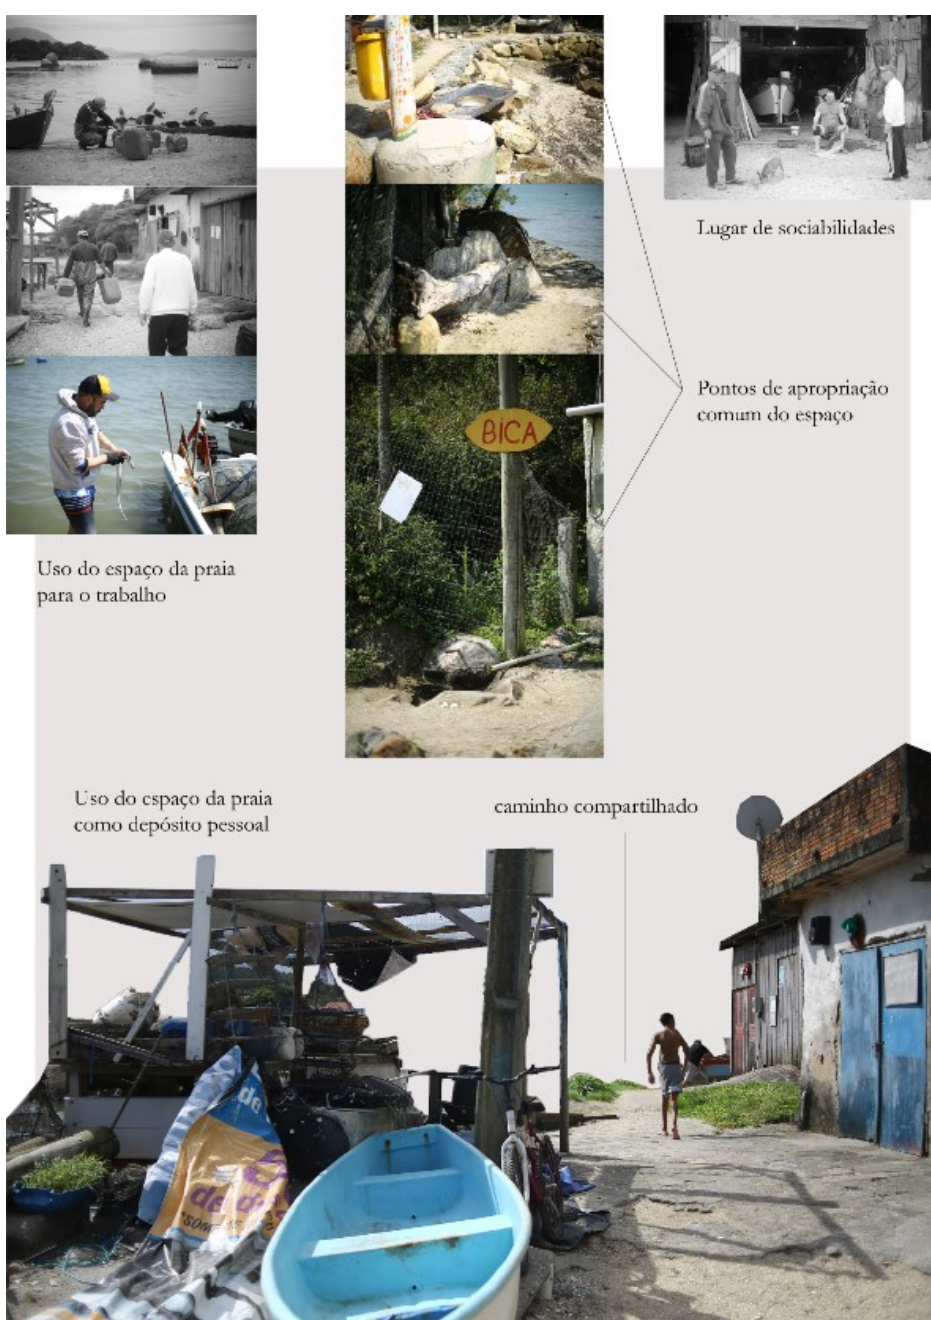 Lugar de sociabilidades
Pontos de apropriação
comum do espaço
BICA
Uso do espaço da praia
para o trabalho
Uso do espaço da praia
como depósito pessoal
caminho compartilhado
de